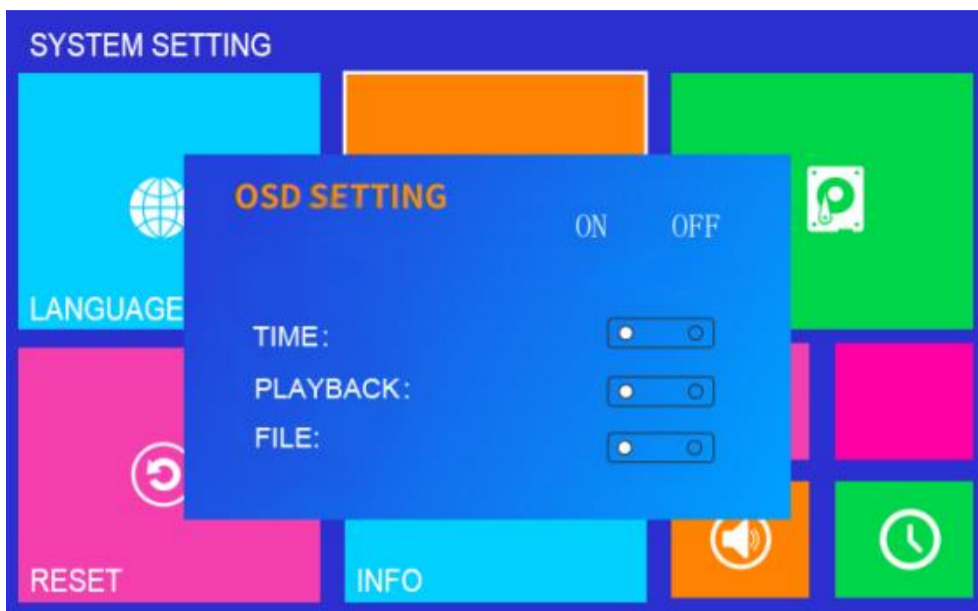 SYSTEM SETTING
LANGUAGE
OSD SETTING
ON OFF
TIME:
PLAYBACK:
FILE:
RESET
INFO